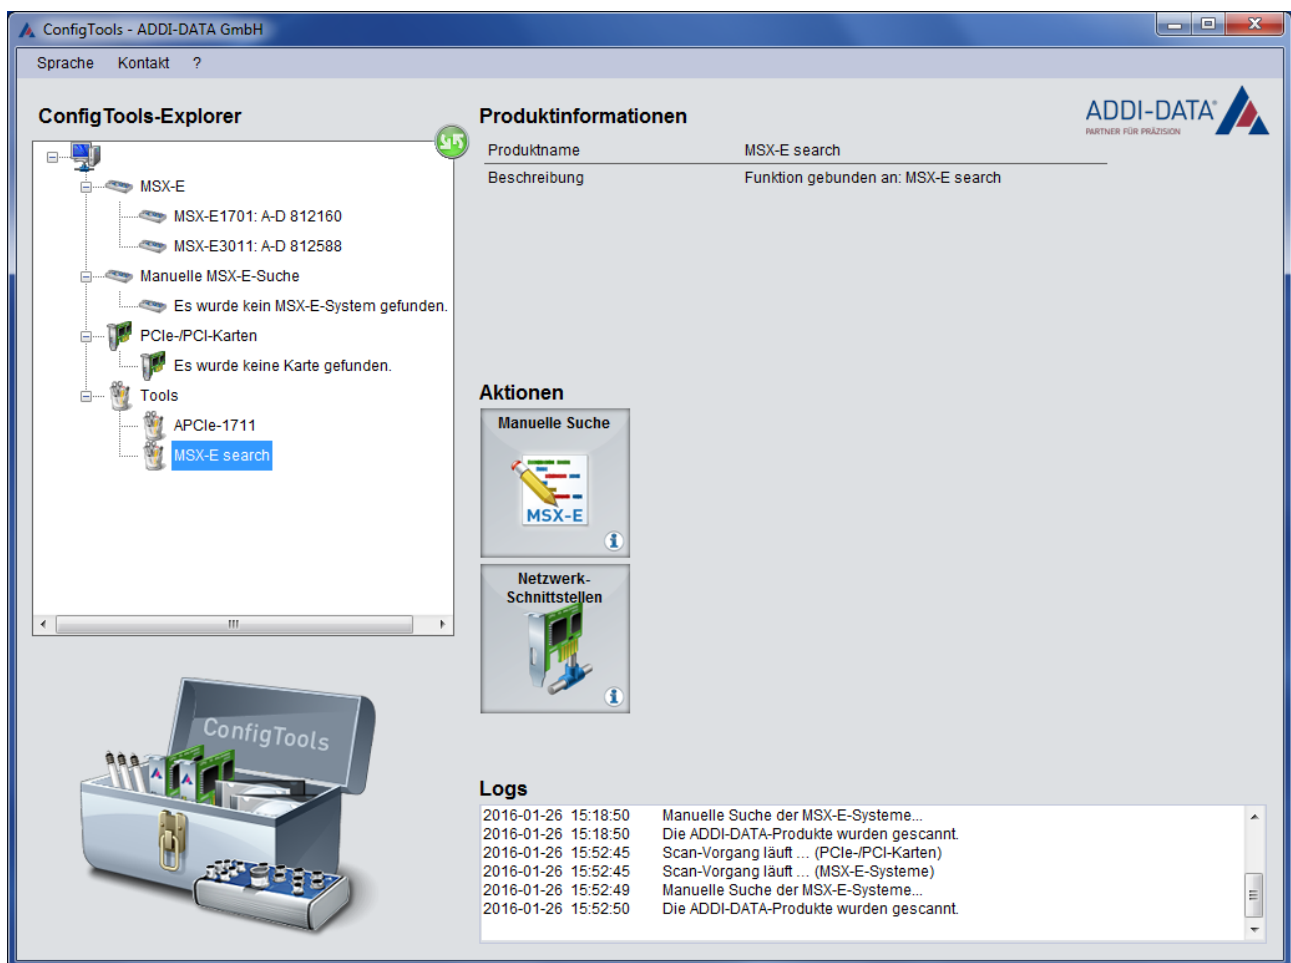 ConfigTools - ADDI-DATA GmbH
Sprache Kontakt ?
ConfigTools-Explorer
MSX-E
MSX-E1701: A-D 812160
MSX-E3011: A-D 812588
Manuelle MSX-E-Suche
Es wurde kein MSX-E-System gefunden.
PCIe-/PCI-Karten
Es wurde keine Karte gefunden.
Tools
APCIe-1711
MSX-E search
ConfigTools
Produktinformationen
ADDI-DATA
PARTNER FÜR PRÄZISION
Produktname MSX-E search
Beschreibung Funktion gebunden an: MSX-E search
Aktionen
Manuelle Suche
MSX-E
Netzwerk-
Schnittstellen
Logs
2016-01-26 15:18:50 Manuelle Suche der MSX-E-Systeme...
2016-01-26 15:18:50 Die ADDI-DATA-Produkte wurden gescannt.
2016-01-26 15:52:45 Scan-Vorgang läuft ... (PCIe-/PCI-Karten)
2016-01-26 15:52:45 Scan-Vorgang läuft ... (MSX-E-Systeme)
2016-01-26 15:52:49 Manuelle Suche der MSX-E-Systeme...
2016-01-26 15:52:50 Die ADDI-DATA-Produkte wurden gescannt.